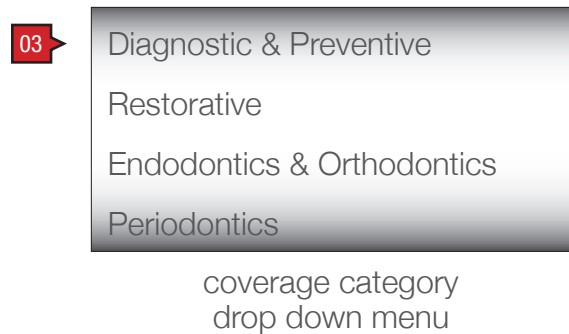 03
Diagnostic & Preventive
Restorative
Endodontics & Orthodontics
Periodontics
coverage category
drop down menu